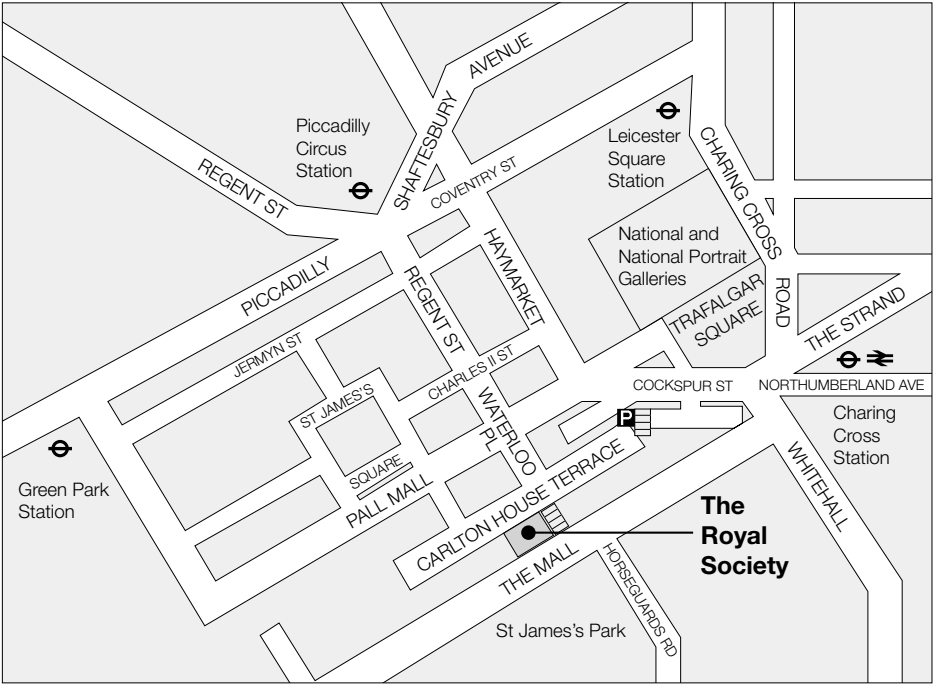 AVENUE
SHAFTESBURY
Piccadilly
Circus
Station
Leicester
Square
Station
REGENT ST
COVENTRY ST
CHARING CROSS
ROAD
National and
National Portrait
Galleries
HAYMARKET
PICCADILLY
REGENT ST
TRAFALGAR
SQUARE
THE STRAND
JERMYN ST
CHARLES II ST
COCKSPUR ST
NORTHUMBERLAND AVE
ST JAMES'S
SQUARE
WATERLOO
PL
P
Charing
Cross
Station
Green Park
Station
PALL MALL
CARLTON HOUSE TERRACE
WHITEHALL
The
Royal
Society
THE MALL
HORSEGUARDS RD
St James's Park